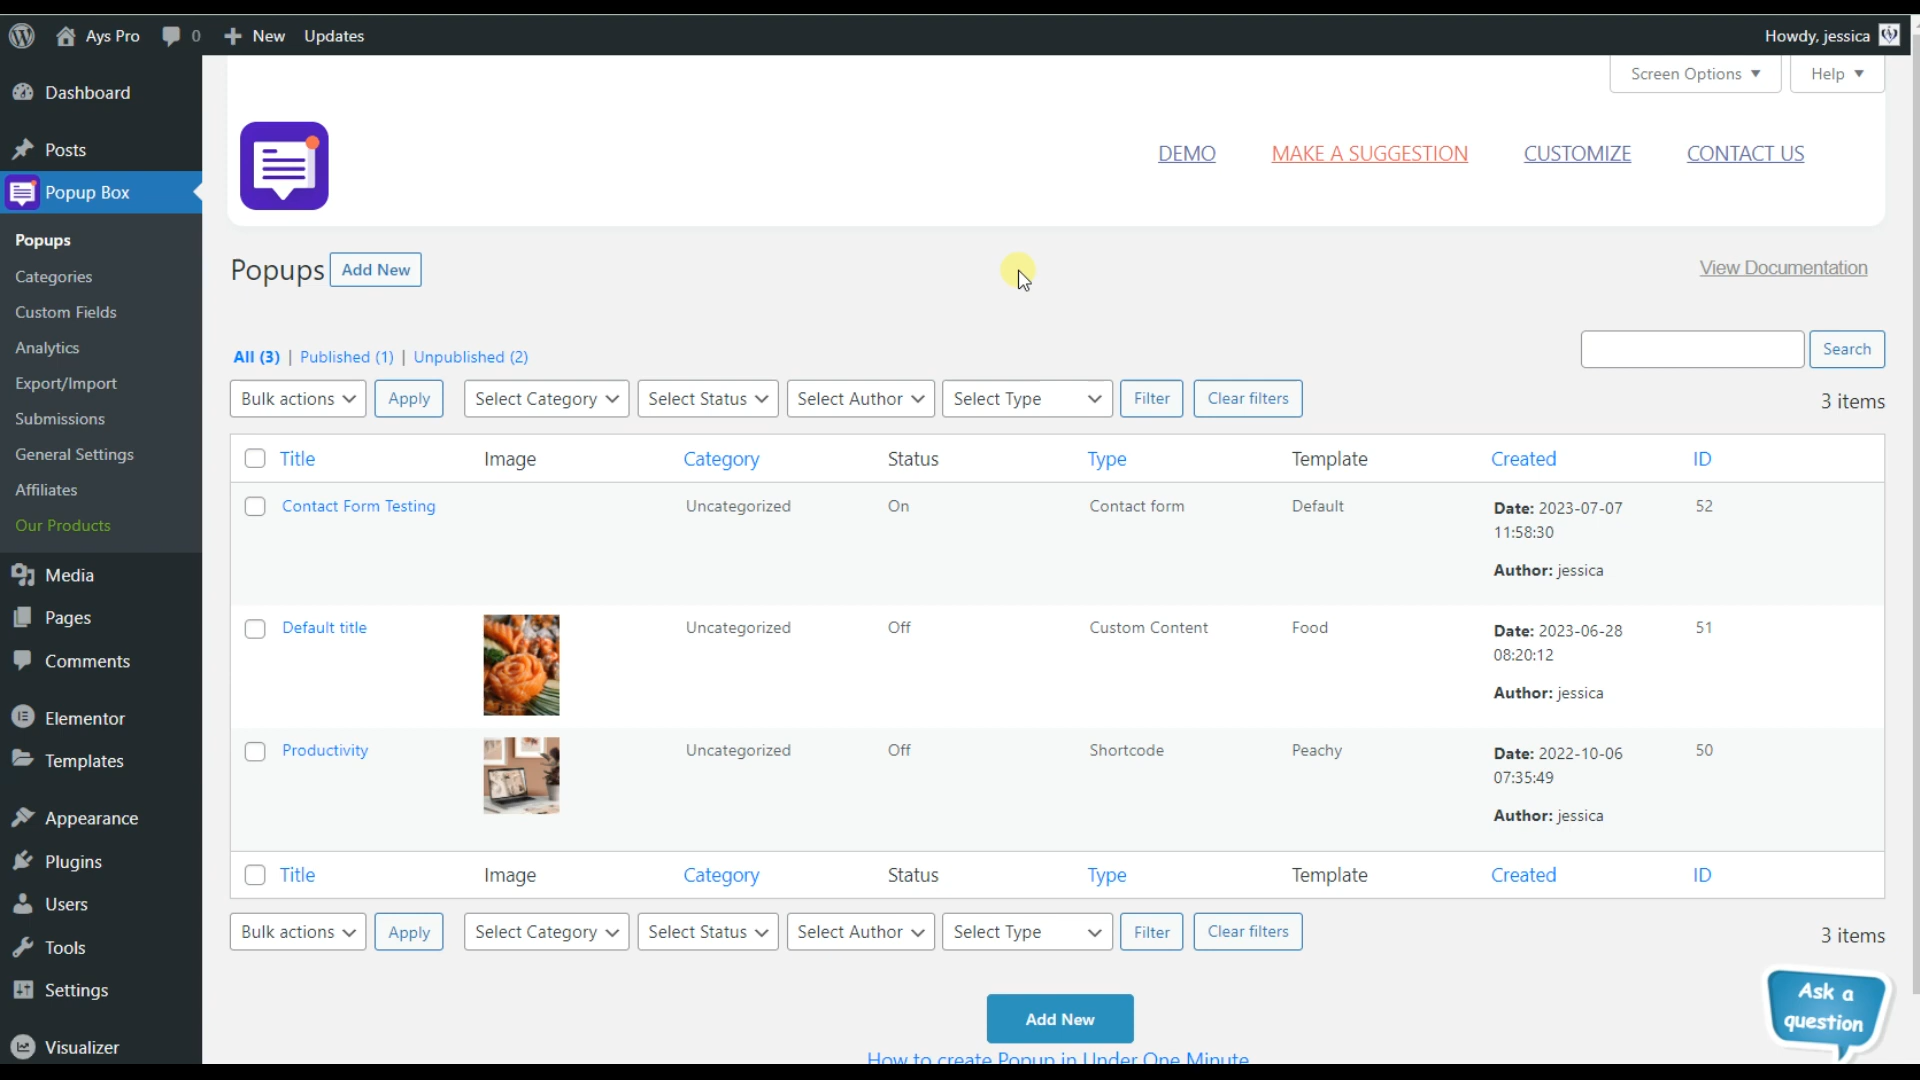 Ays Pro 0 New Updates Howdy, jessica
Screen Options Help
Dashboard
Posts
Popup Box
Popups
Categories
Custom Fields
Analytics
Export/Import
Submissions
General Settings
Affiliates
Our Products
Media
Pages
Comments
Elementor
Templates
Appearance
Plugins
Users
Tools
Settings
Visualizer
DEMO MAKE A SUGGESTION CUSTOMIZE CONTACT US
Popups Add New View Documentation
All (3) | Published (1) | Unpublished (2) Search
Bulk actions Apply Select Category Select Status Select Author Select Type Filter Clear filters 3 items
Title Image Category Status Type Template Created ID
Contact Form Testing Uncategorized On Contact form Default Date: 2023-07-07 52
11:58:30
Author: jessica
Default title Uncategorized Off Custom Content Food Date: 2023-06-28 51
08:20:12
Author: jessica
Productivity Uncategorized Off Shortcode Peachy Date: 2022-10-06 50
07:35:49
Author: jessica
Title Image Category Status Type Template Created ID
Bulk actions Apply Select Category Select Status Select Author Select Type Filter Clear filters 3 items
Add New
How to create Popup in Under One Minute
Ask a
question